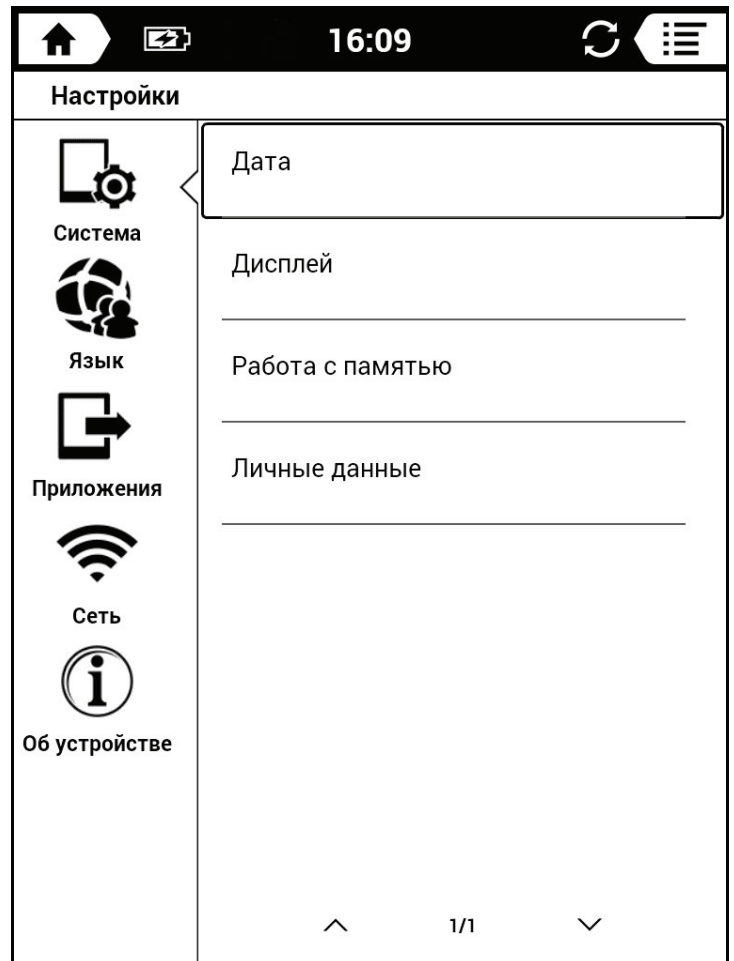 16:09
Настройки
Система
Язык
Приложения
Сеть
Об устройстве
Дата
Дисплей
Работа с памятью
Личные данные
1/1